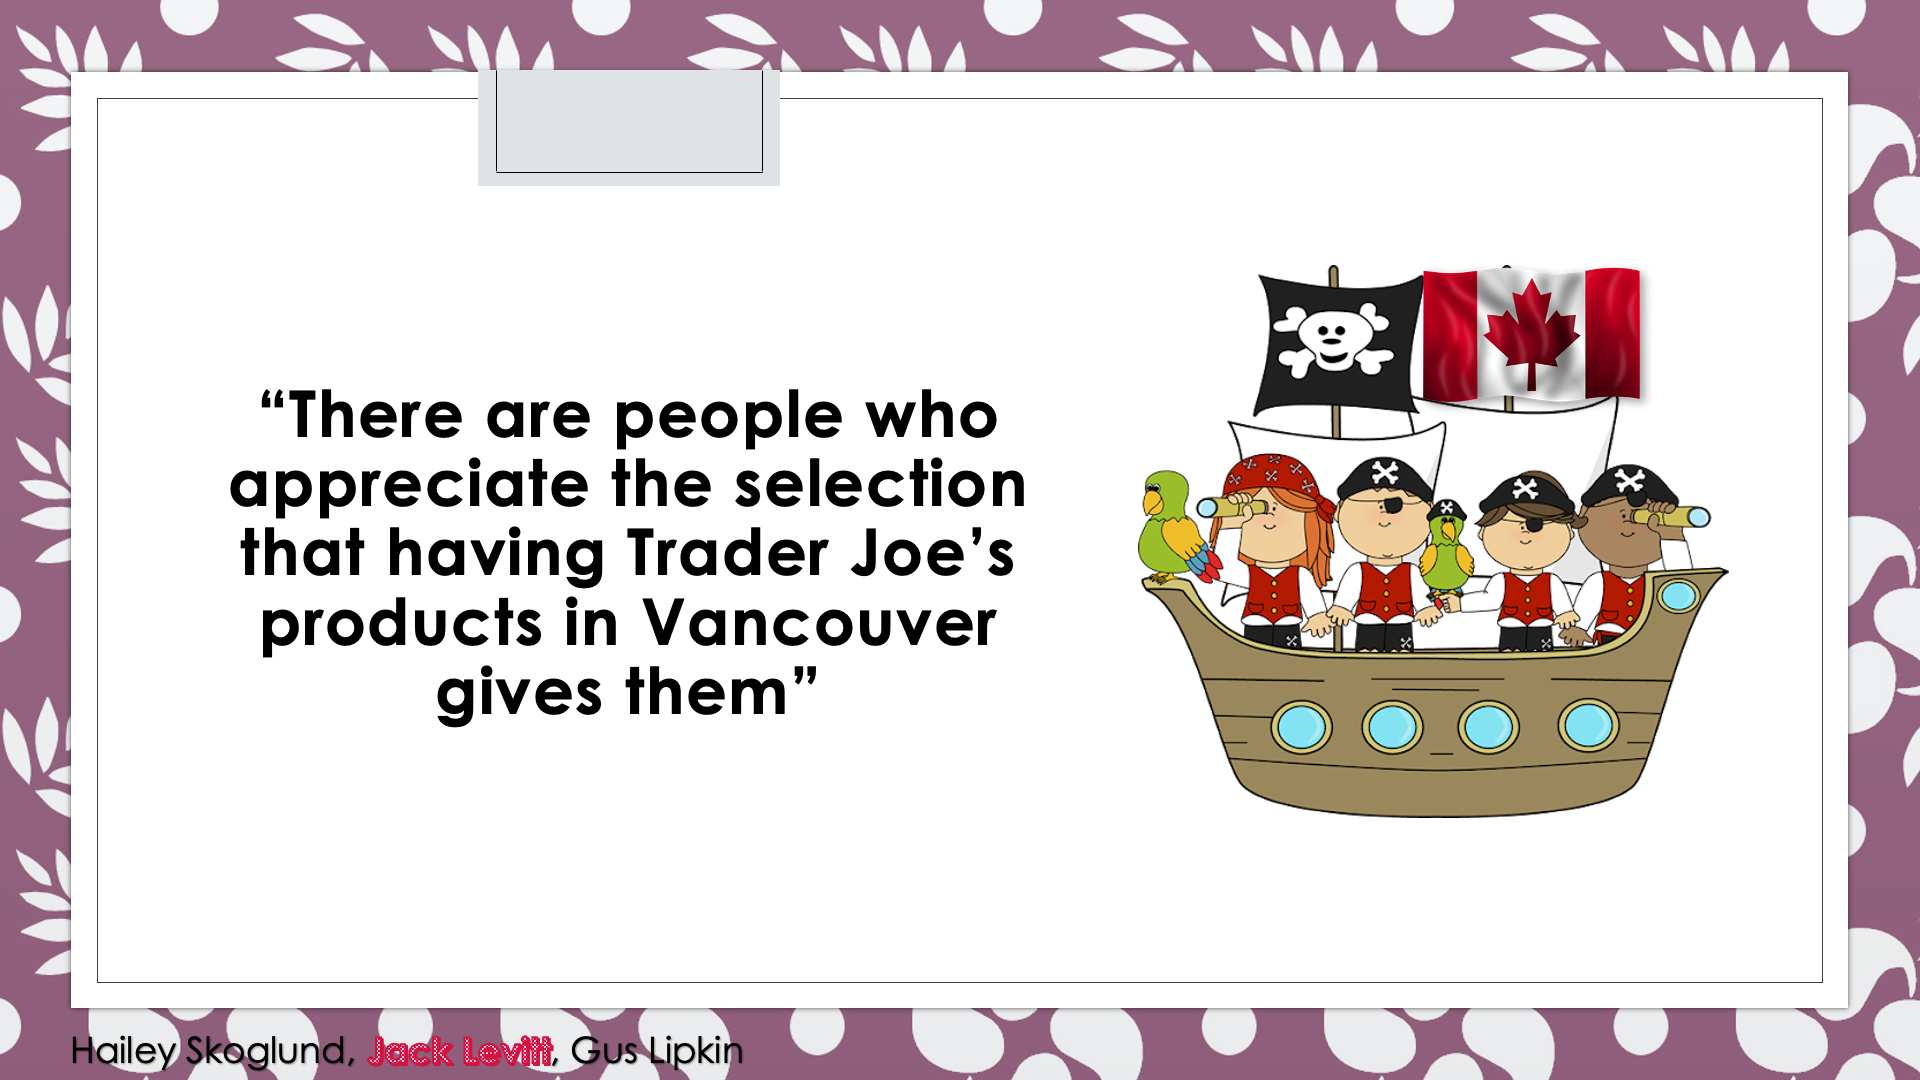 “There are people who
appreciate the selection
that having Trader Joe’s
products in Vancouver
gives them”
Hailey Skoglund, Jack Levitt, Gus Lipkin